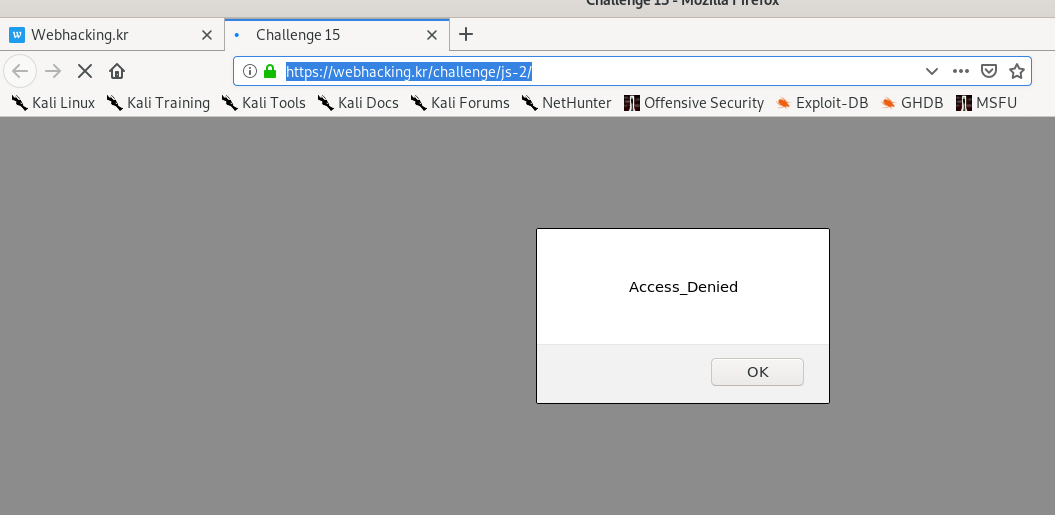 Challenge 15 - Mozilla Firefox
Webhacking.kr
Challenge 15
https://webhacking.kr/challenge/js-2/
Kali Linux Kali Training Kali Tools Kali Docs Kali Forums NetHunter Offensive Security Exploit-DB GHDB MSFU
Access_Denied
OK